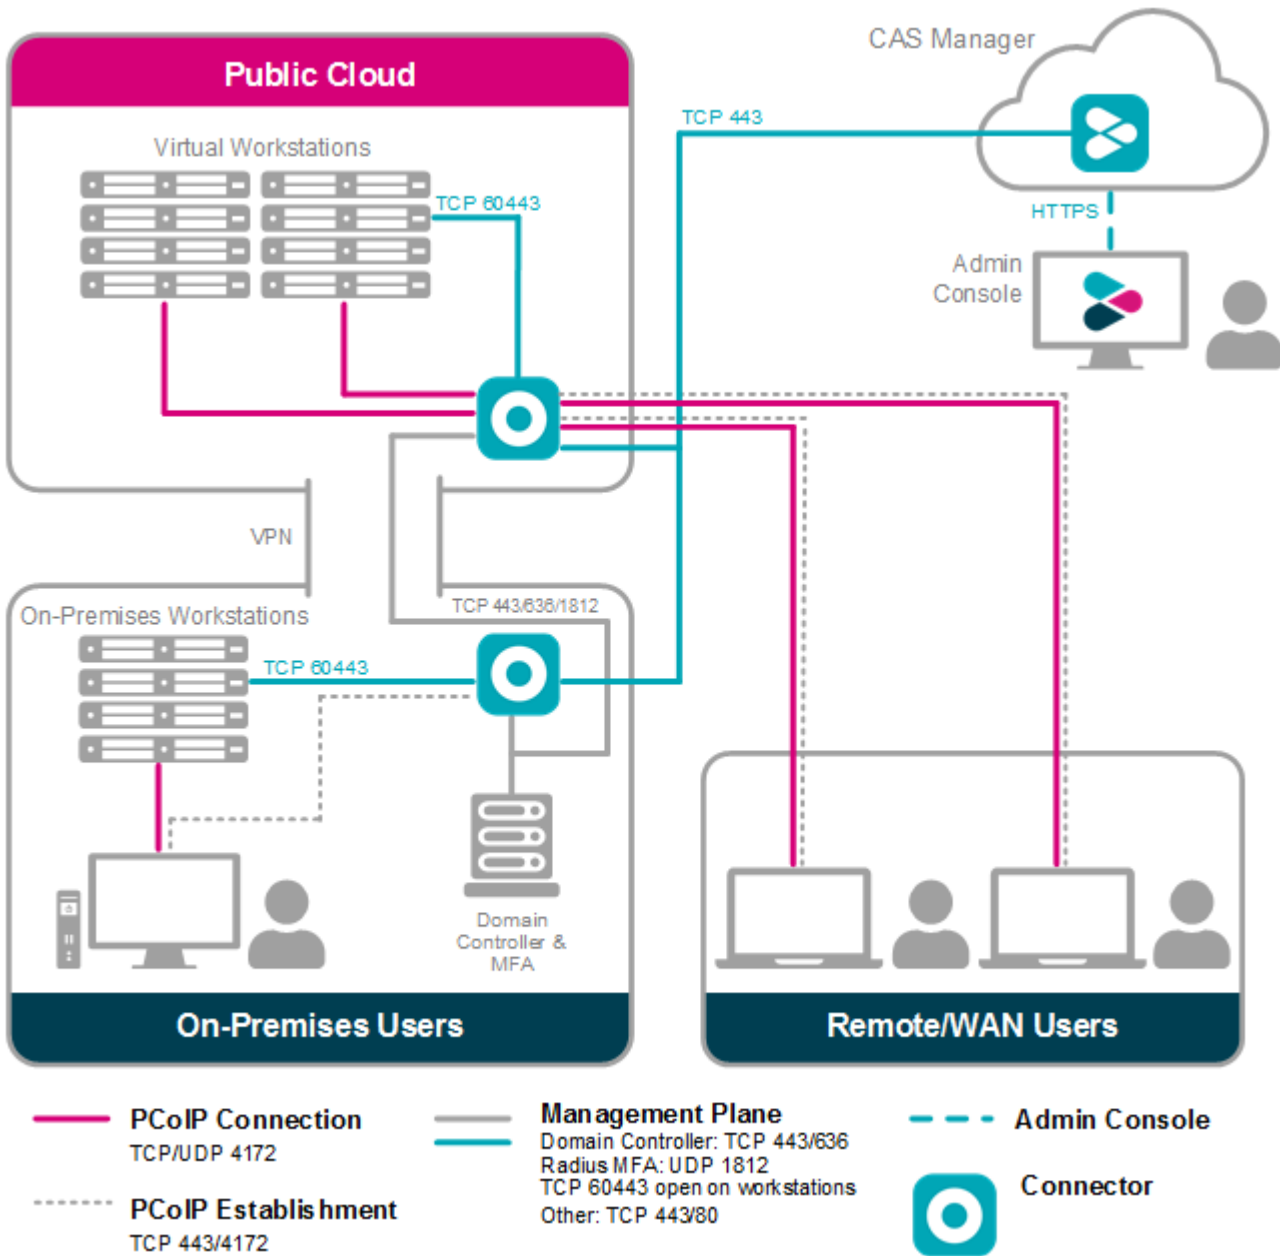 CAS Manager
Public Cloud
TCP 443
Virtual Workstations
TCP 60443
HTTPS
Admin
Console
VPN
TCP 443/636/1812
On-Premises Workstations
TCP 60443
Domain
Controller &
MFA
On-Premises Users
Remote/WAN Users
PCoIP Connection
TCP/UDP 4172
PCoIP Establishment
TCP 443/4172
Management Plane
Domain Controller: TCP 443/636
Radius MFA: UDP 1812
TCP 60443 open on workstations
Other: TCP 443/80
Admin Console
Connector